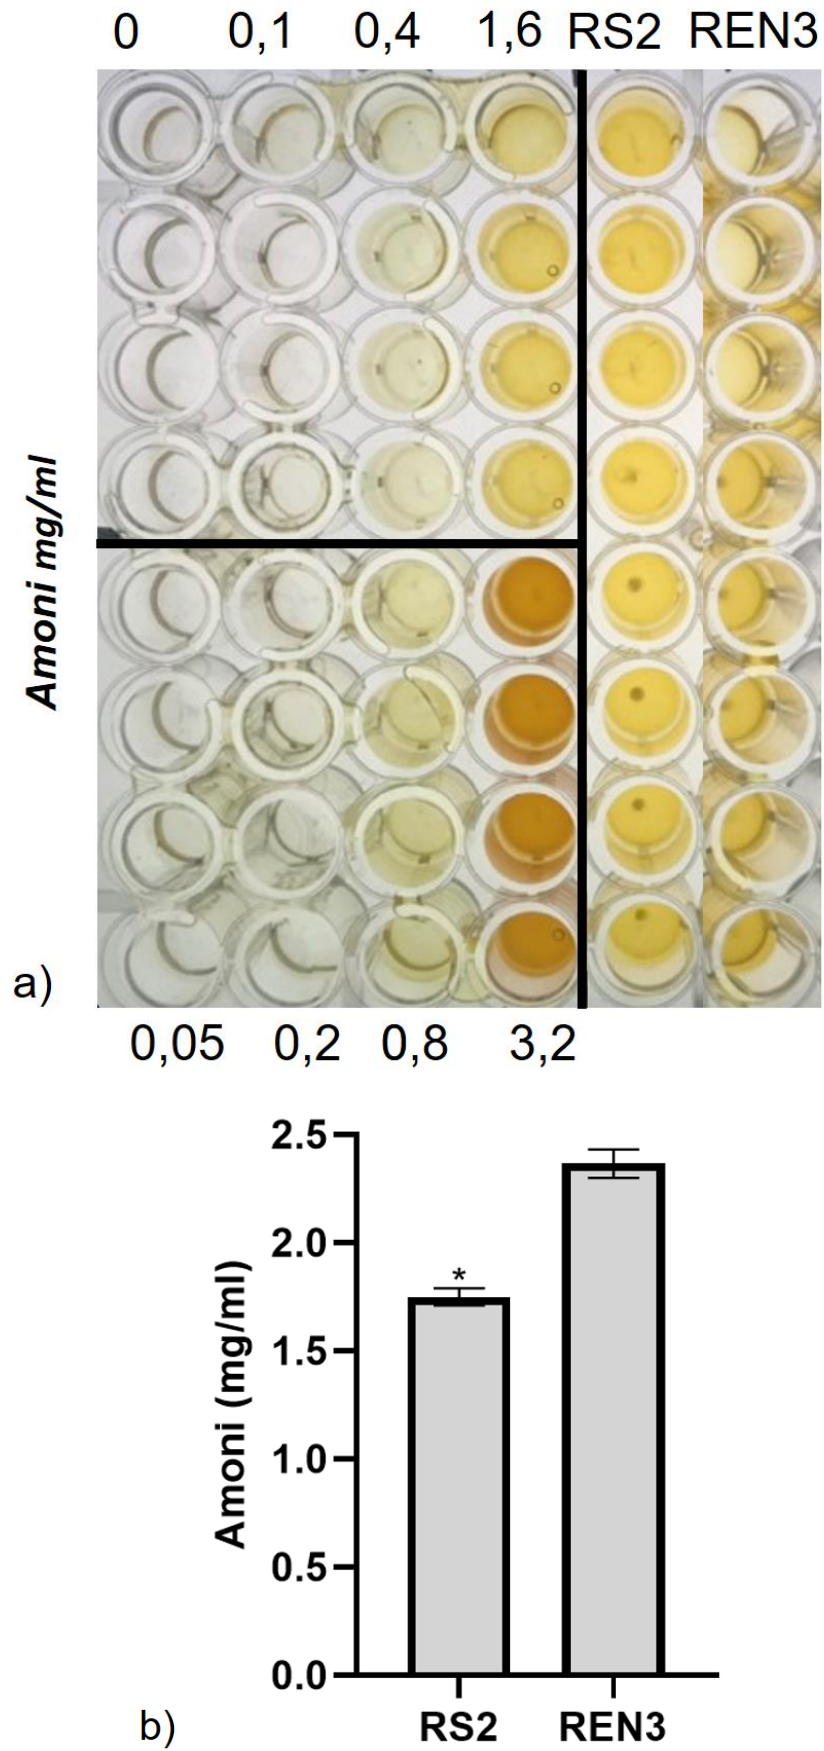 0 0,1 0,4 1,6 RS2 REN3
Amoni mg/ml
a)
0,05 0,2 0,8 3,2
2.5
2.0
1.5
1.0
0.5
0.0
Amoni (mg/ml)
*
RS2 REN3
b)